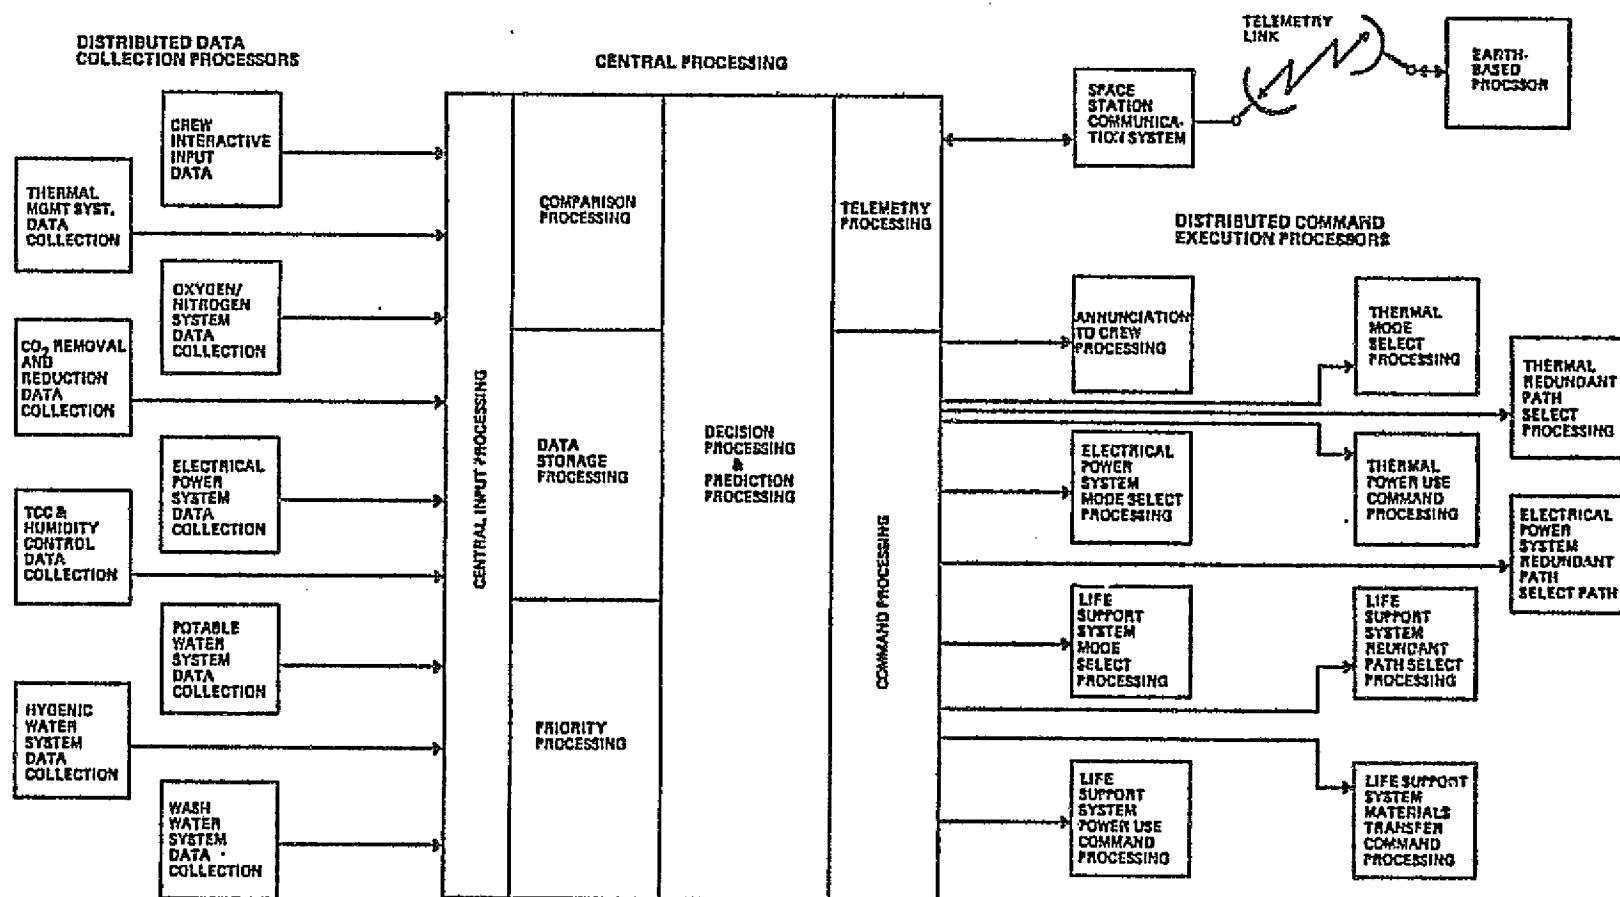 DISTRIBUTED DATA
COLLECTION PROCESSORS
CREW
INTERACTIVE
INPUT
DATA
THERMAL
MGMT SYST.
DATA
COLLECTION
OXYGEN/
NITROGEN
SYSTEM
DATA
COLLECTION
CO2 REMOVAL
AND
REDUCTION
DATA
COLLECTION
ELECTRICAL
POWER
SYSTEM
DATA
COLLECTION
TCC &
HUMIDITY
CONTROL
DATA
COLLECTION
POTABLE
WATER
SYSTEM
DATA
COLLECTION
HYGENIC
WATER
SYSTEM
DATA
COLLECTION
WASH
WATER
SYSTEM
DATA
COLLECTION
CENTRAL PROCESSING
CENTRAL INPUT PROCESSING
COMPARISON
PROCESSING
DATA
STORAGE
PROCESSING
PRIORITY
PROCESSING
DECISION
PROCESSING
&
PREDICTION
PROCESSING
TELEMETRY
PROCESSING
COMMAND PROCESSING
SPACE
STATION
COMMUNICA-
TION SYSTEM
TELEMETRY
LINK
EARTH-
BASED
PROCSSOR
DISTRIBUTED COMMAND
EXECUTION PROCESSORS
ANNUNCIATION
TO CREW
PROCESSING
THERMAL
MODE
SELECT
PROCESSING
THERMAL
REDUNDANT
PATH
SELECT
PROCESSING
ELECTRICAL
POWER
SYSTEM
MODE SELECT
PROCESSING
THERMAL
POWER USE
COMMAND
PROCESSING
ELECTRICAL
POWER
SYSTEM
REDUNDANT
PATH
SELECT PATH
LIFE
SUPPORT
SYSTEM
MODE
SELECT
PROCESSING
LIFE
SUPPORT
SYSTEM
REDUNDANT
PATH SELECT
PROCESSING
LIFE
SUPPORT
SYSTEM
POWER USE
COMMAND
PROCESSING
LIFE SUPPORT
SYSTEM
MATERIALS
TRANSFER
COMMAND
PROCESSING